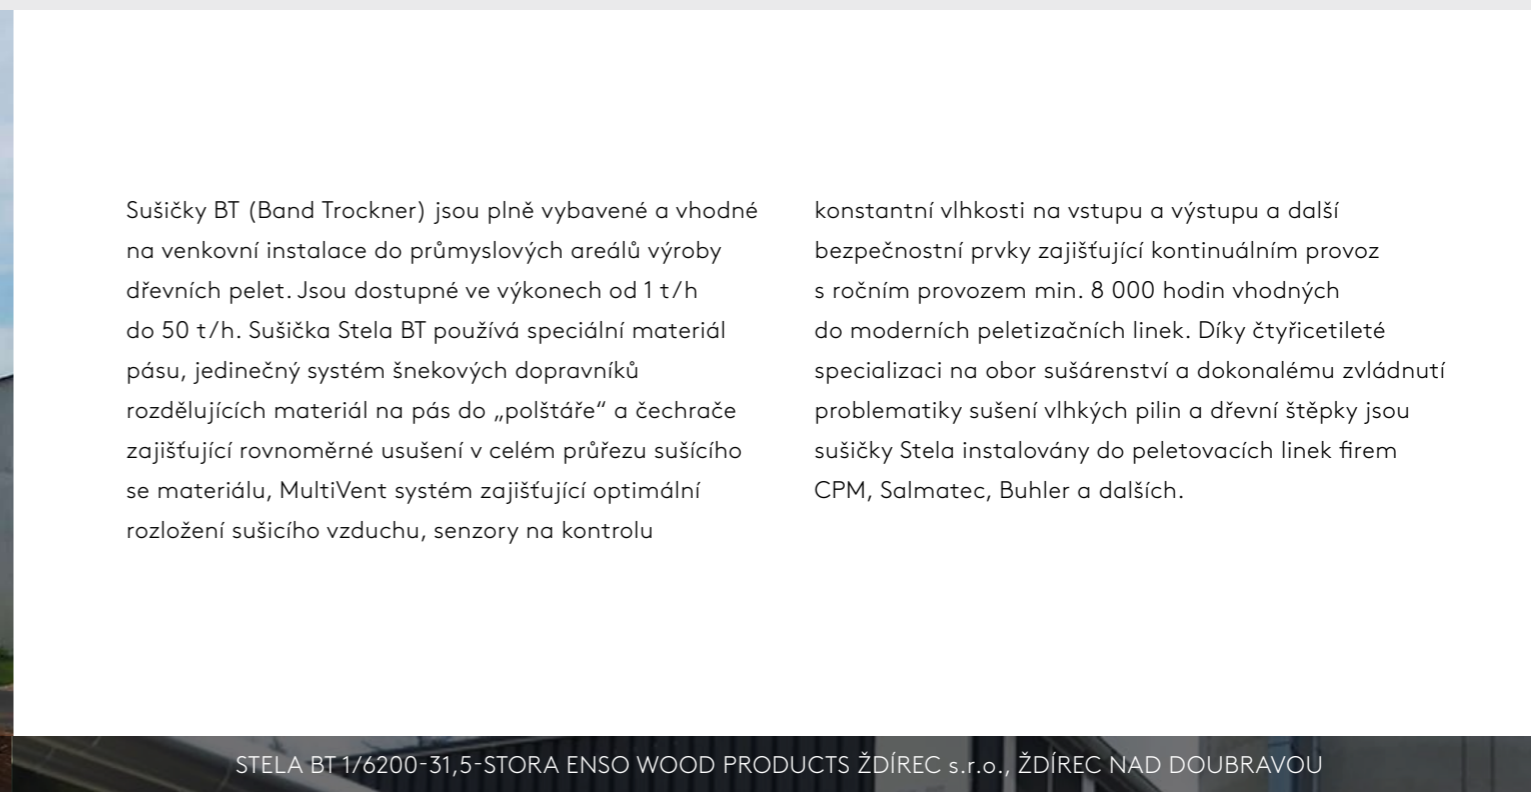 Sušičky BT (Band Trockner) jsou plně vybavené a vhodné
na venkovní instalace do průmyslových areálů výroby
dřevních pelet. Jsou dostupné ve výkonech od 1 t/h
do 50 t/h. Sušička Stela BT používá speciální materiál
pásu, jedinečný systém šnekových dopravníků
rozdělujících materiál na pás do „polštáře“ a čechrače
zajišťující rovnoměrné usušení v celém průřezu sušícího
se materiálu, MultiVent systém zajišťující optimální
rozložení sušicího vzduchu, senzory na kontrolu
konstantní vlhkosti na vstupu a výstupu a další
bezpečnostní prvky zajišťující kontinuálním provoz
s ročním provozem min. 8 000 hodin vhodných
do moderních peletizačních linek. Díky čtyřicetileté
specializaci na obor sušárenství a dokonalému zvládnutí
problematiky sušení vlhkých pilin a dřevní štěpky jsou
sušičky Stela instalovány do peletovacích linek firem
CPM, Salmatec, Buhler a dalších.
STELA BT 1/6200-31,5-STORA ENSO WOOD PRODUCTS ŽDÍREC s.r.o., ŽDÍREC NAD DOUBRAVOU